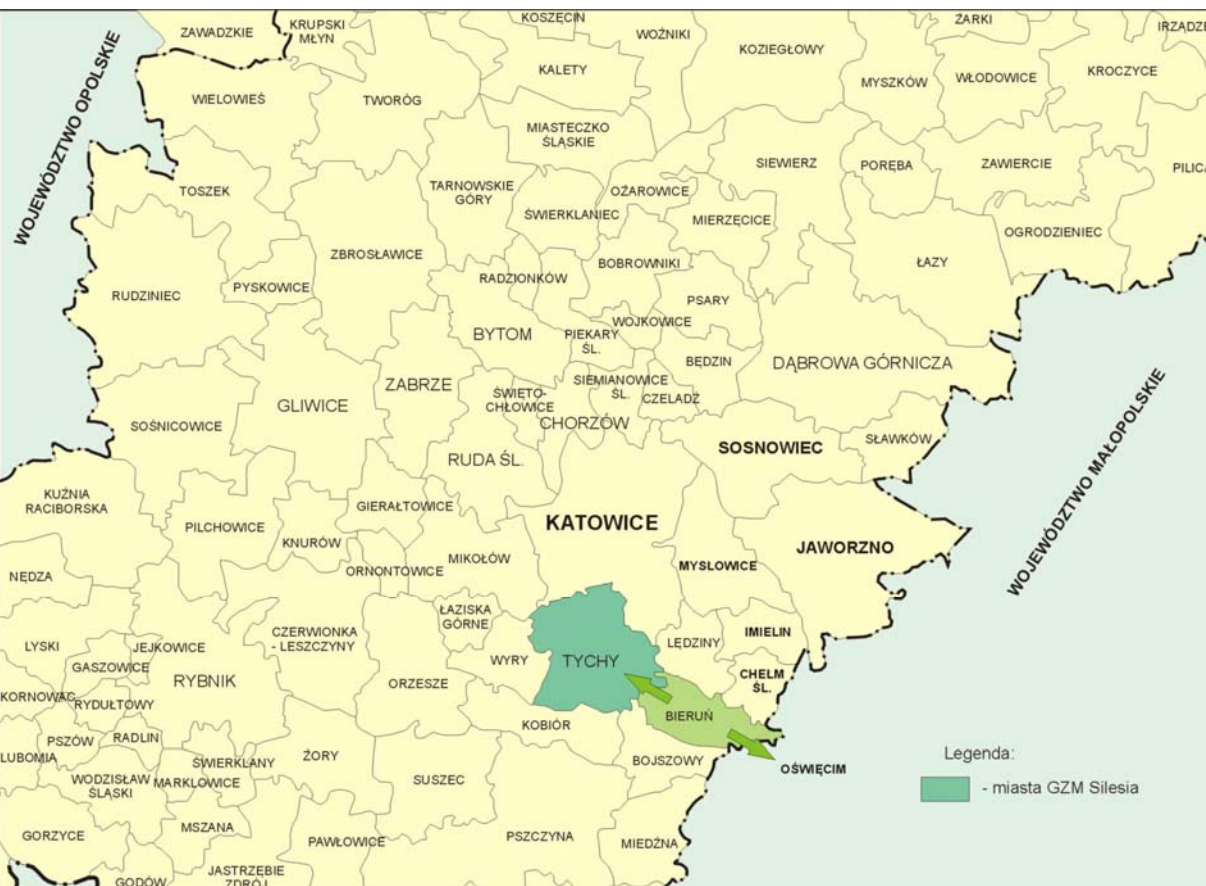 ZAWADZKIE
KRUPSKI
MŁYN
KOSZĘCIN
WOŹNIKI
KOZIEGŁOWY
ŻARKI
WOJEWÓDZTWO OPOLSKIE
WIELOWIEŚ
TWORÓG
KALETY
MYSZKÓW
WŁODOWICE
KROCZYCE
MIASTECZKO
ŚLĄSKIE
SIEWIERZ
PORĘBA
ZAWIERCIE
TOSZEK
TARNOWSKIE
GÓRY
ŚWIERKLANIEC
OŻAROWICE
MIERZĘCICE
OGRODZIENIEC
ZBROSŁAWICE
RADZIONKÓW
BOBROWNIKI
ŁAZY
RUDZINIEC
PYSKOWICE
PSARY
BYTOM
PIEKARY
ŚL.
WOJKOWICE
BĘDZIN
DĄBROWA GÓRNICZA
ZABRZE
GLIWICE
ŚWIĘTO-
CHŁOWICE
SIEMIANOWICE
ŚL.
CZELADŹ
CHORZÓW
SOŚNICOWICE
RUDA ŚL.
SOSNOWIEC
SŁAWKÓW
WOJEWÓDZTWO MAŁOPOLSKIE
KUŹNIA
RACIBORSKA
PILCHOWICE
GIERAŁTOWICE
KNURÓW
KATOWICE
JAWORZNO
ORNONTOWICE
MIKOŁÓW
MYSLOWICE
NĘDZA
LYSKI
JEJKOWICE
GASZOWICE
CZERWIONKA
- LESZCZYNY
ŁAZISKA
GÓRNE
WYRY
TYCHY
LĘDZINY
IMIELIN
CHEŁM
ŚL.
KORNOWAC
RYDUŁTOWY
RYBNIK
ORZESZE
KOBIÓR
BIERUŃ
LUBOMIA
PSZÓW
RADLIN
ŚWIERKLANY
ŻORY
SUSZEC
BOJSZOWY
OŚWIĘCIM
WODZISŁAW
ŚLĄSKI
MARKLOWICE
GORZYCE
MSZANA
PAWŁOWICE
PSZCZYNA
MIEDŹNA
GODÓW
JASTRZĘBIE
ZDRÓJ
Legenda:
- miasta GZM Silesia